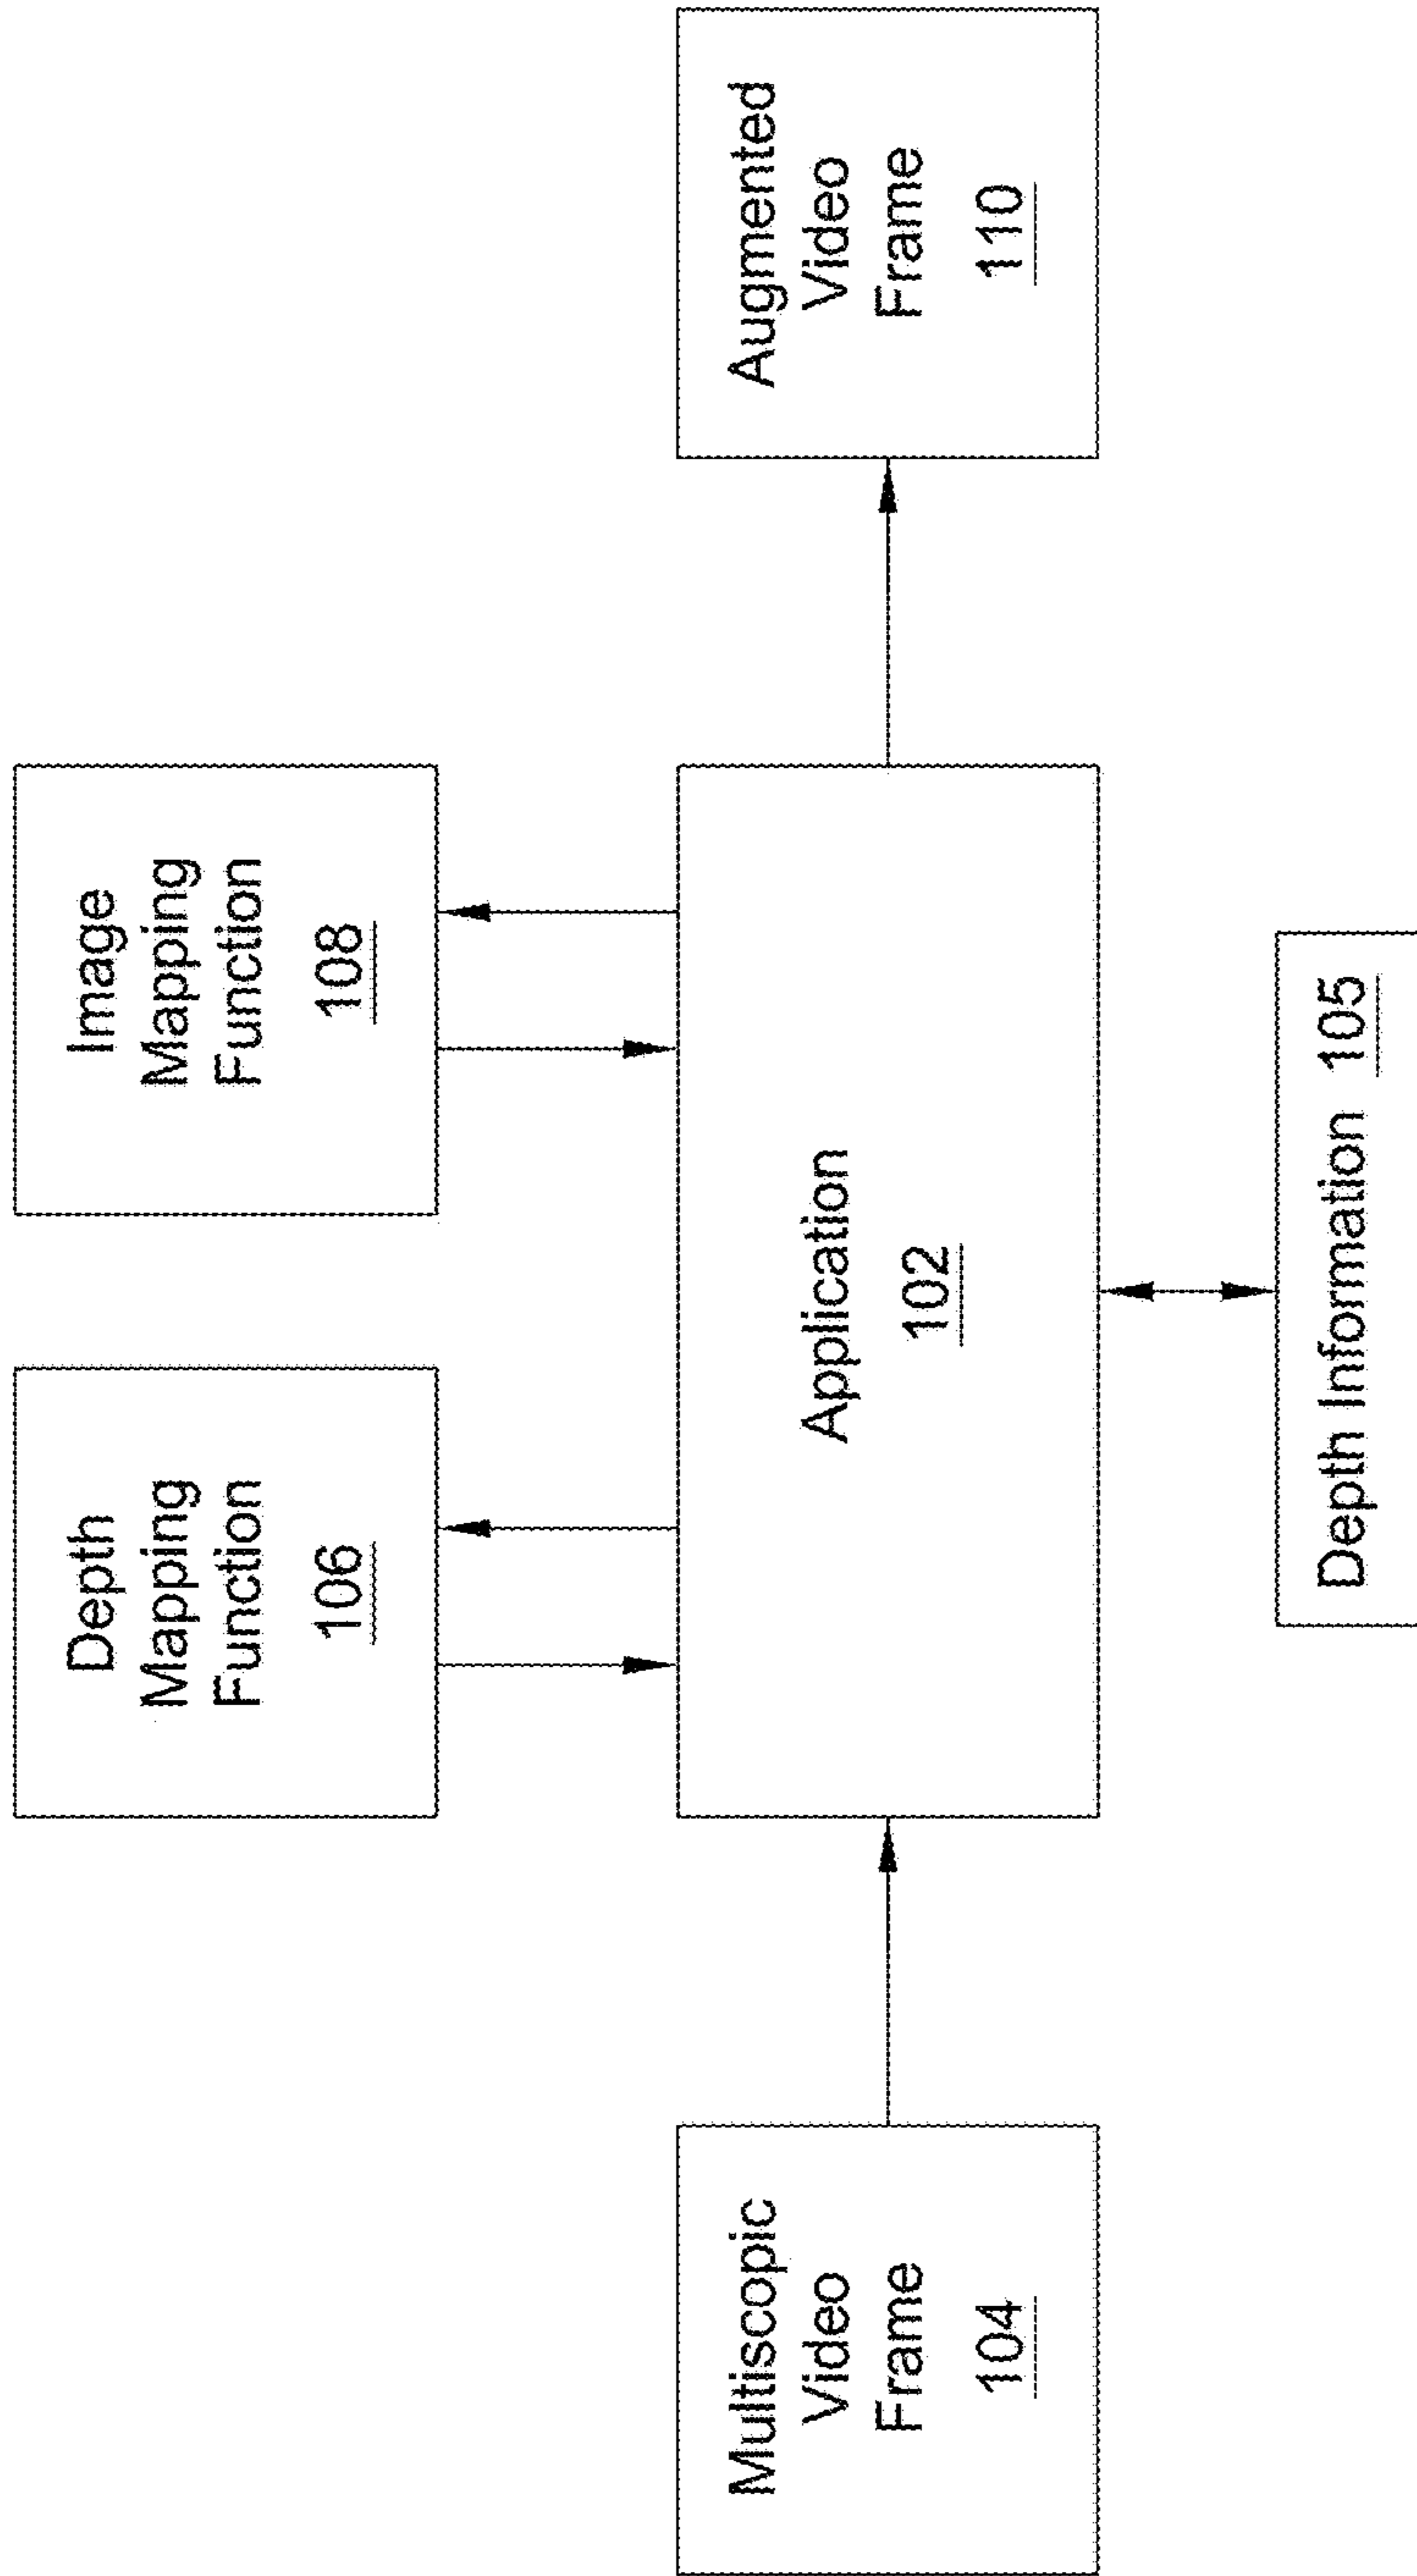 Depth
Mapping
Function
106
Image
Mapping
Function
108
Multiscopic
Video
Frame
104
Application
102
Augmented
Video
Frame
110
Depth Information 105